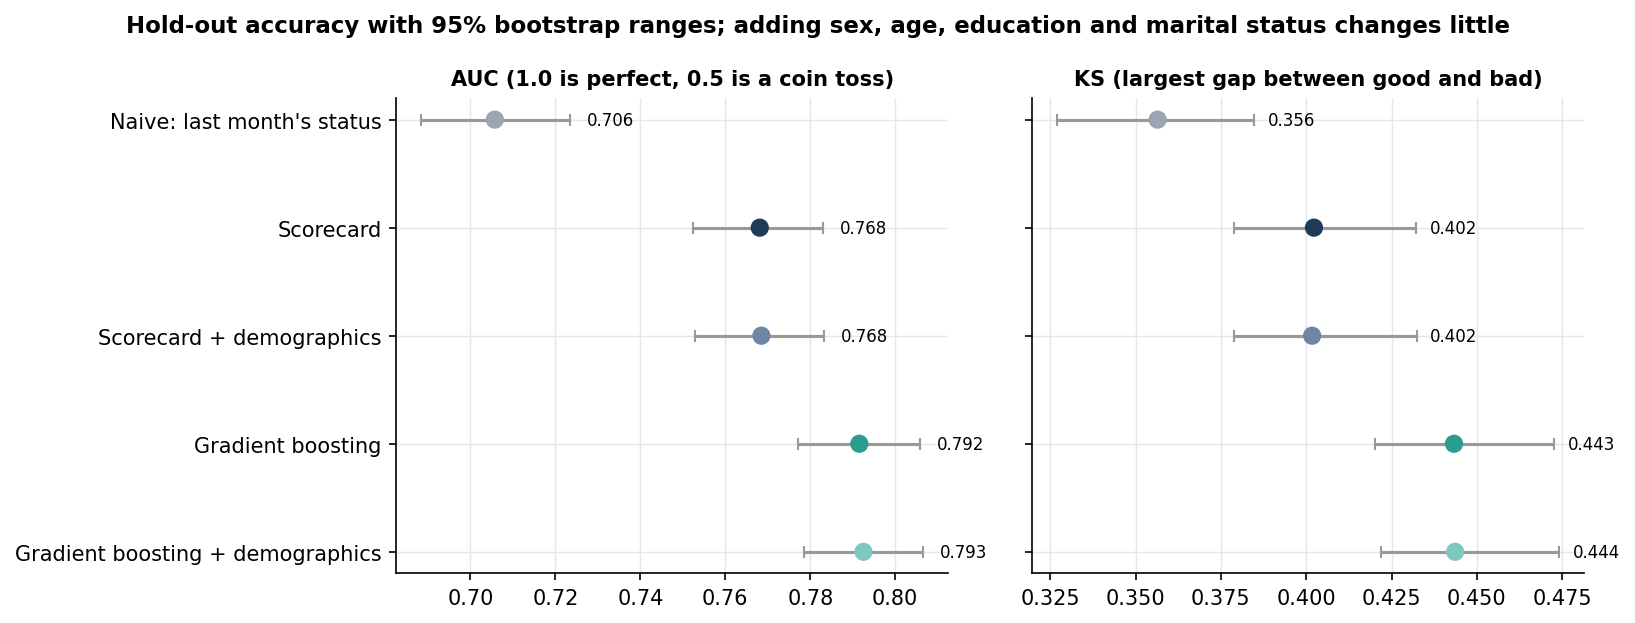 Hold-out accuracy with 95% bootstrap ranges; adding sex, age, education and marital status changes little
AUC (1.0 is perfect, 0.5 is a coin toss)
KS (largest gap between good and bad)
Naive: last month's status
0.706
0.356
Scorecard
0.768
0.402
Scorecard + demographics
0.768
0.402
Gradient boosting
0.792
0.443
Gradient boosting + demographics
0.793
0.444
0.70 0.72 0.74 0.76 0.78 0.80
0.325 0.350 0.375 0.400 0.425 0.450 0.475